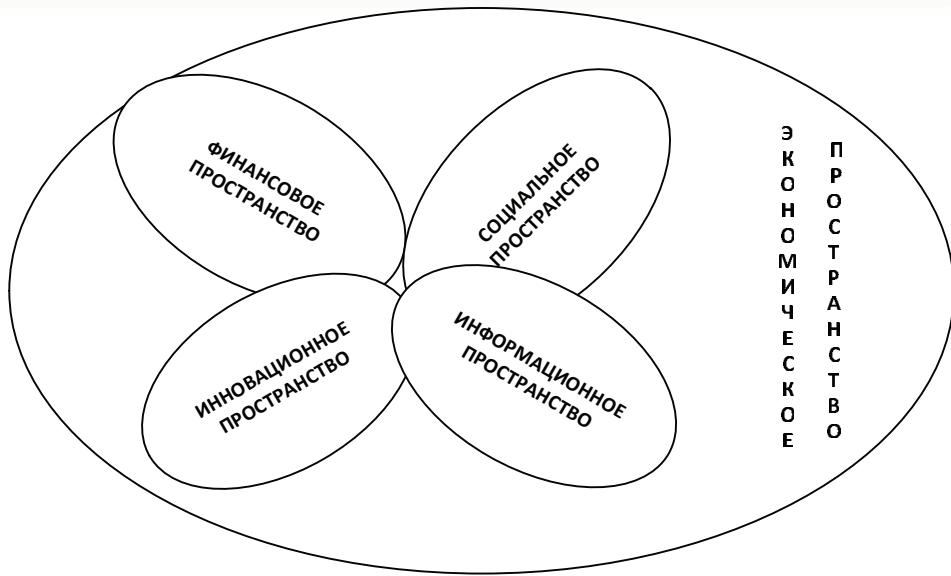 ФИНАНСОВОЕ
ПРОСТРАНСТВО
СОЦИАЛЬНОЕ
ПРОСТРАНСТВО
ИННОВАЦИОННОЕ
ПРОСТРАНСТВО
ИНФОРМАЦИОННОЕ
ПРОСТРАНСТВО
ЭКОНОМИЧЕСКОЕ
ПРОСТРАНСТВО